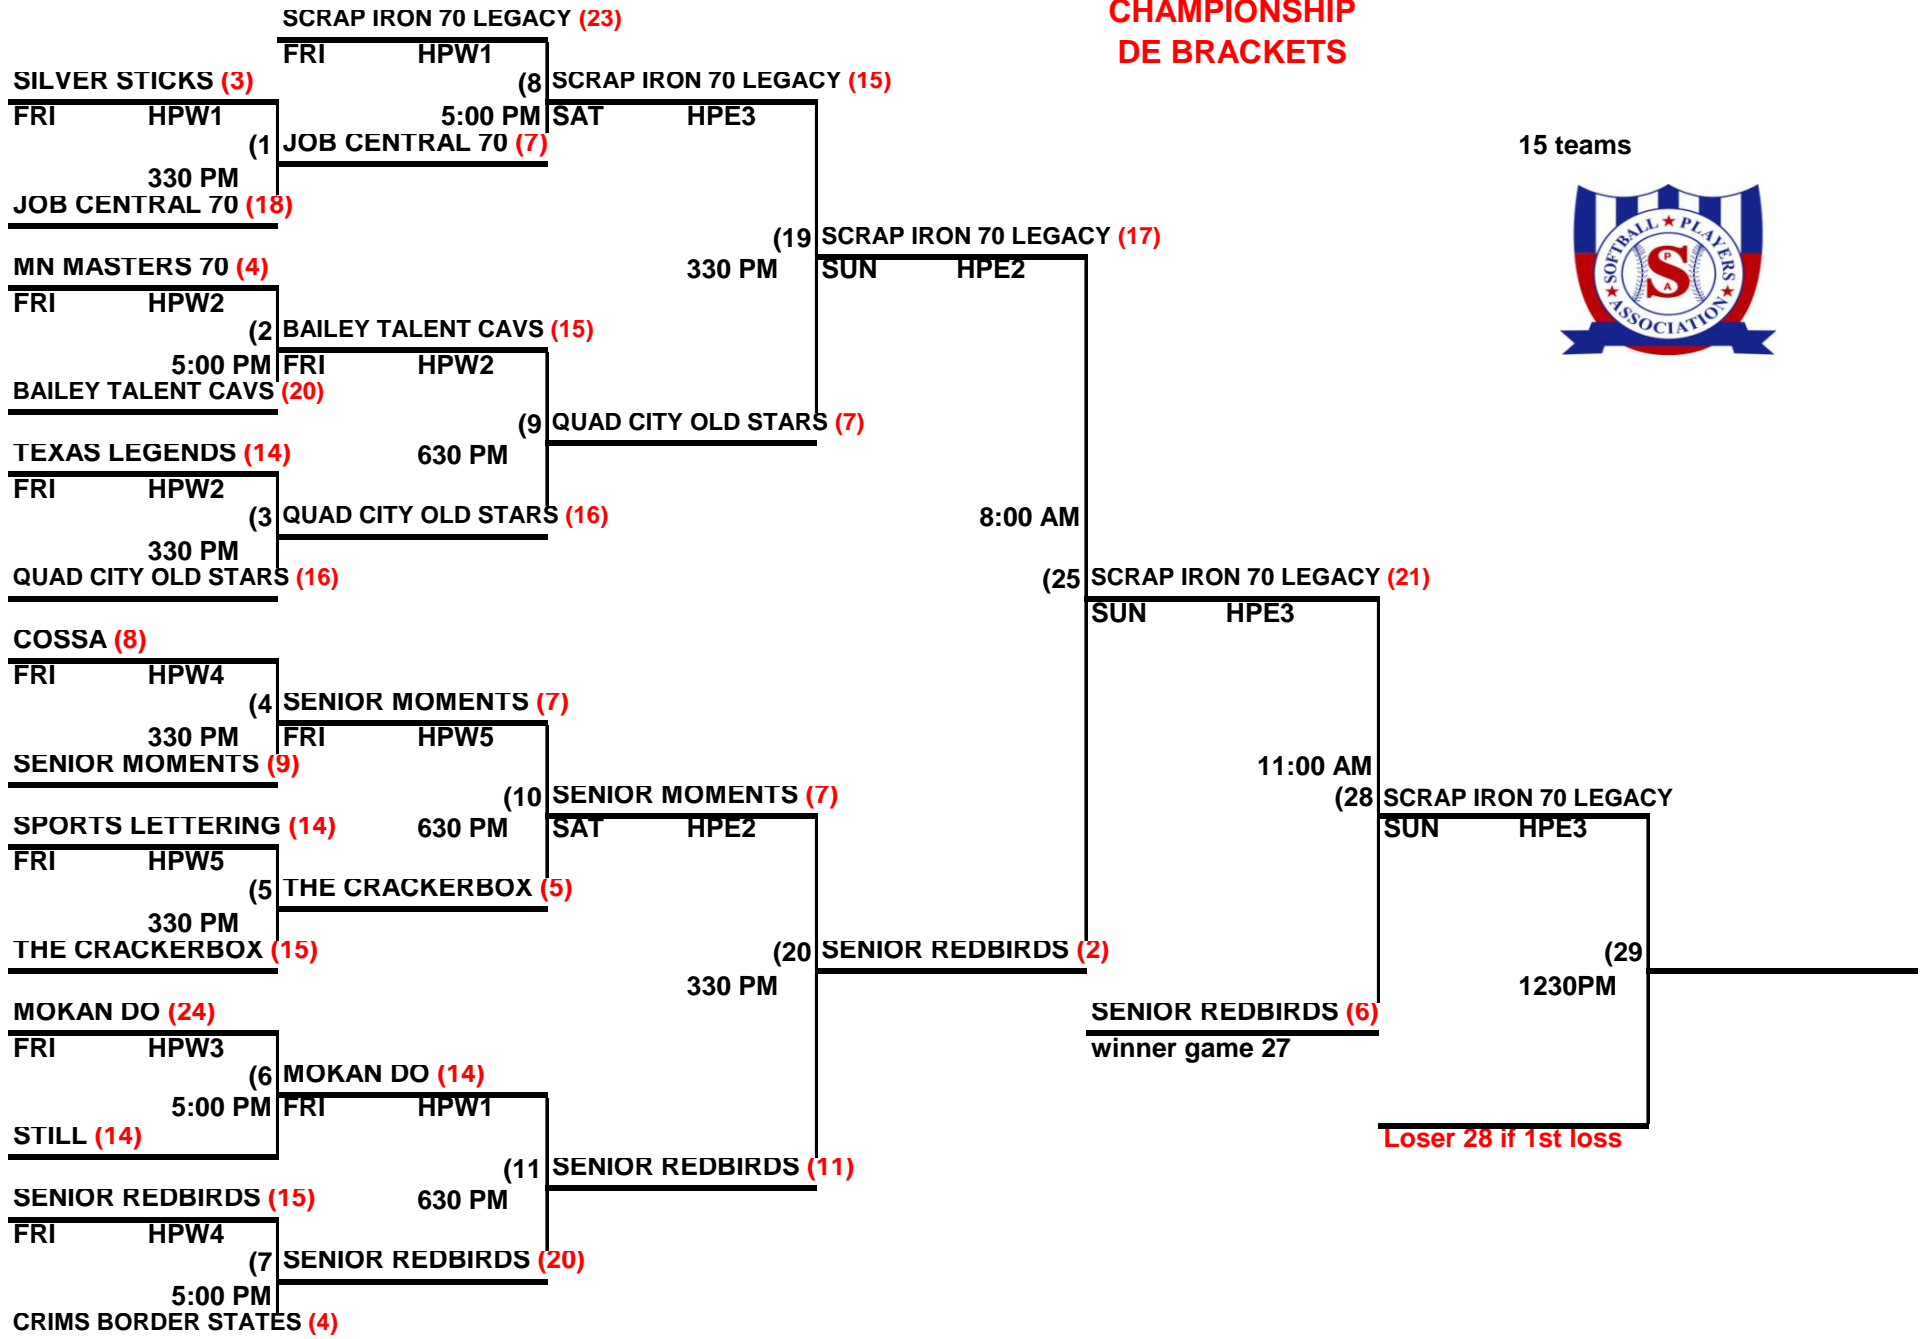 SCRAP IRON 70 LEGACY (23)
CHAMPIONSHIP
DE BRACKETS
FRI HPW1
SILVER STICKS (3)
(8 SCRAP IRON 70 LEGACY (15)
FRI HPW1
5:00 PM SAT HPE3
(1 JOB CENTRAL 70 (7)
15 teams
330 PM
JOB CENTRAL 70 (18)
SOFTBALL PLAYERS ASSOCIATION
S
P
A
(19 SCRAP IRON 70 LEGACY (17)
MN MASTERS 70 (4)
330 PM SUN HPE2
FRI HPW2
(2 BAILEY TALENT CAVS (15)
5:00 PM FRI HPW2
BAILEY TALENT CAVS (20)
(9 QUAD CITY OLD STARS (7)
TEXAS LEGENDS (14)
630 PM
FRI HPW2
(3 QUAD CITY OLD STARS (16)
8:00 AM
330 PM
QUAD CITY OLD STARS (16)
(25 SCRAP IRON 70 LEGACY (21)
SUN HPE3
COSSA (8)
FRI HPW4
(4 SENIOR MOMENTS (7)
330 PM FRI HPW5
SENIOR MOMENTS (9)
11:00 AM
(10 SENIOR MOMENTS (7)
(28 SCRAP IRON 70 LEGACY
SPORTS LETTERING (14)
630 PM SAT HPE2
SUN HPE3
FRI HPW5
(5 THE CRACKERBOX (5)
330 PM
THE CRACKERBOX (15)
(20 SENIOR REDBIRDS (2)
(29
330 PM
1230PM
MOKAN DO (24)
SENIOR REDBIRDS (6)
FRI HPW3
winner game 27
(6 MOKAN DO (14)
5:00 PM FRI HPW1
STILL (14)
Loser 28 if 1st loss
(11 SENIOR REDBIRDS (11)
SENIOR REDBIRDS (15)
630 PM
FRI HPW4
(7 SENIOR REDBIRDS (20)
5:00 PM
CRIMS BORDER STATES (4)